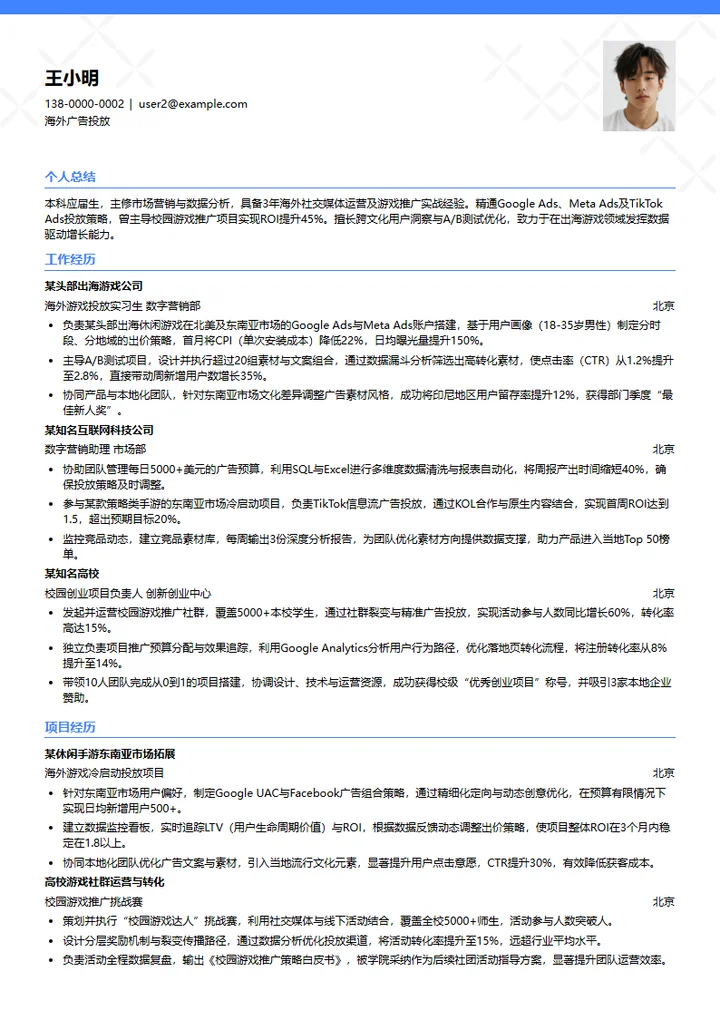 王小明
138-0000-0002 | user2@example.com
海外广告投放
个人总结
本科应届生，主修市场营销与数据分析，具备3年海外社交媒体运营及游戏推广实战经验。精通Google Ads、Meta Ads及TikTok
Ads投放策略，曾主导校园游戏推广项目实现ROI提升45%。擅长跨文化用户洞察与A/B测试优化，致力于在出海游戏领域发挥数据
驱动增长能力。
工作经历
某头部出海游戏公司
海外游戏投放实习生 数字营销部 北京
• 负责某头部出海休闲游戏在北美及东南亚市场的Google Ads与Meta Ads账户搭建，基于用户画像（18-35岁男性）制定分时
段、分地域的出价策略，首月将CPI（单次安装成本）降低22%，日均曝光量提升150%。
• 主导A/B测试项目，设计并执行超过20组素材与文案组合，通过数据漏斗分析筛选出高转化素材，使点击率（CTR）从1.2%提升
至2.8%，直接带动周新增用户数增长35%。
• 协同产品与本地化团队，针对东南亚市场文化差异调整广告素材风格，成功将印尼地区用户留存率提升12%，获得部门季度“最
佳新人奖”。
某知名互联网科技公司
数字营销助理 市场部 北京
• 协助团队管理每日5000+美元的广告预算，利用SQL与Excel进行多维度数据清洗与报表自动化，将周报产出时间缩短40%，确
保投放策略及时调整。
• 参与某款策略类手游的东南亚市场冷启动项目，负责TikTok信息流广告投放，通过KOL合作与原生内容结合，实现首周ROI达到
1.5，超出预期目标20%。
• 监控竞品动态，建立竞品素材库，每周输出3份深度分析报告，为团队优化素材方向提供数据支撑，助力产品进入当地Top 50榜
单。
某知名高校
校园创业项目负责人 创新创业中心 北京
• 发起并运营校园游戏推广社群，覆盖5000+本校学生，通过社群裂变与精准广告投放，实现活动参与人数同比增长60%，转化率
高达15%。
• 独立负责项目推广预算分配与效果追踪，利用Google Analytics分析用户行为路径，优化落地页转化流程，将注册转化率从8%
提升至14%。
• 带领10人团队完成从0到1的项目搭建，协调设计、技术与运营资源，成功获得校级“优秀创业项目”称号，并吸引3家本地企业
赞助。
项目经历
某休闲手游东南亚市场拓展
海外游戏冷启动投放项目 北京
• 针对东南亚市场用户偏好，制定Google UAC与Facebook广告组合策略，通过精细化定向与动态创意优化，在预算有限情况下
实现日均新增用户500+。
• 建立数据监控看板，实时追踪LTV（用户生命周期价值）与ROI，根据数据反馈动态调整出价策略，使项目整体ROI在3个月内稳
定在1.8以上。
• 协同本地化团队优化广告文案与素材，引入当地流行文化元素，显著提升用户点击意愿，CTR提升30%，有效降低获客成本。
高校游戏社群运营与转化
校园游戏推广挑战赛 北京
• 策划并执行“校园游戏达人”挑战赛，利用社交媒体与线下活动结合，覆盖全校5000+师生，活动参与人数突破人。
• 设计分层奖励机制与裂变传播路径，通过数据分析优化投放渠道，将活动转化率提升至15%，远超行业平均水平。
• 负责活动全程数据复盘，输出《校园游戏推广策略白皮书》，被学院采纳作为后续社团活动指导方案，显著提升团队运营效率。